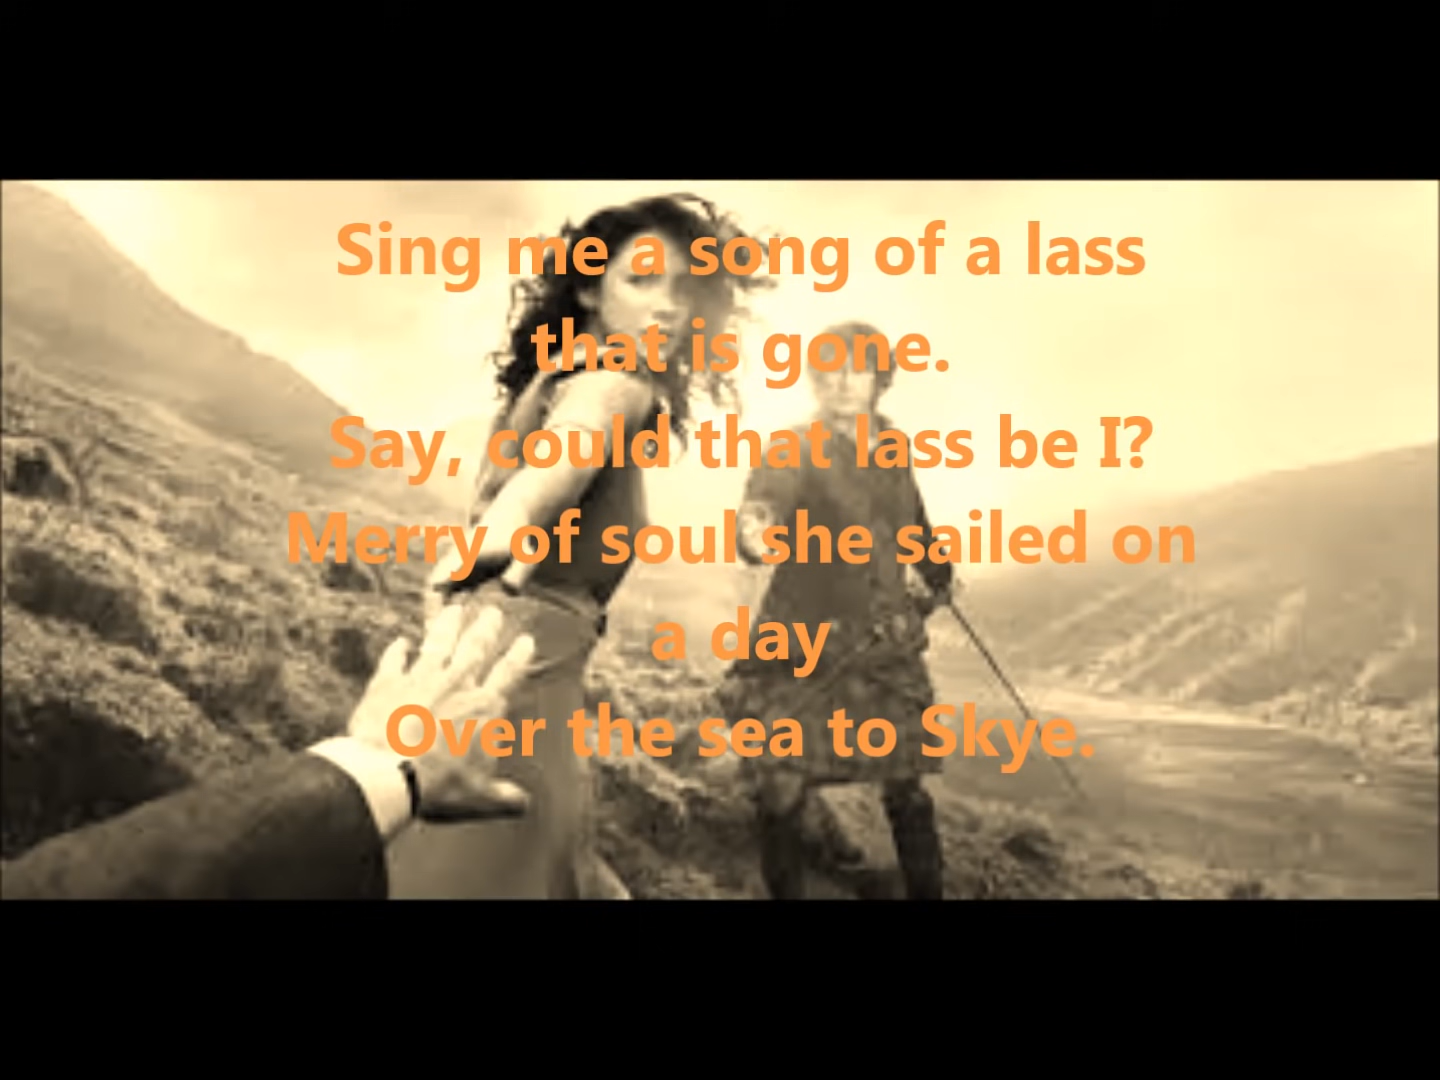 Sing me a song of a lass
that is gone.
Say, could that lass be I?
Merry of soul she sailed on
a day
Over the sea to Skye.